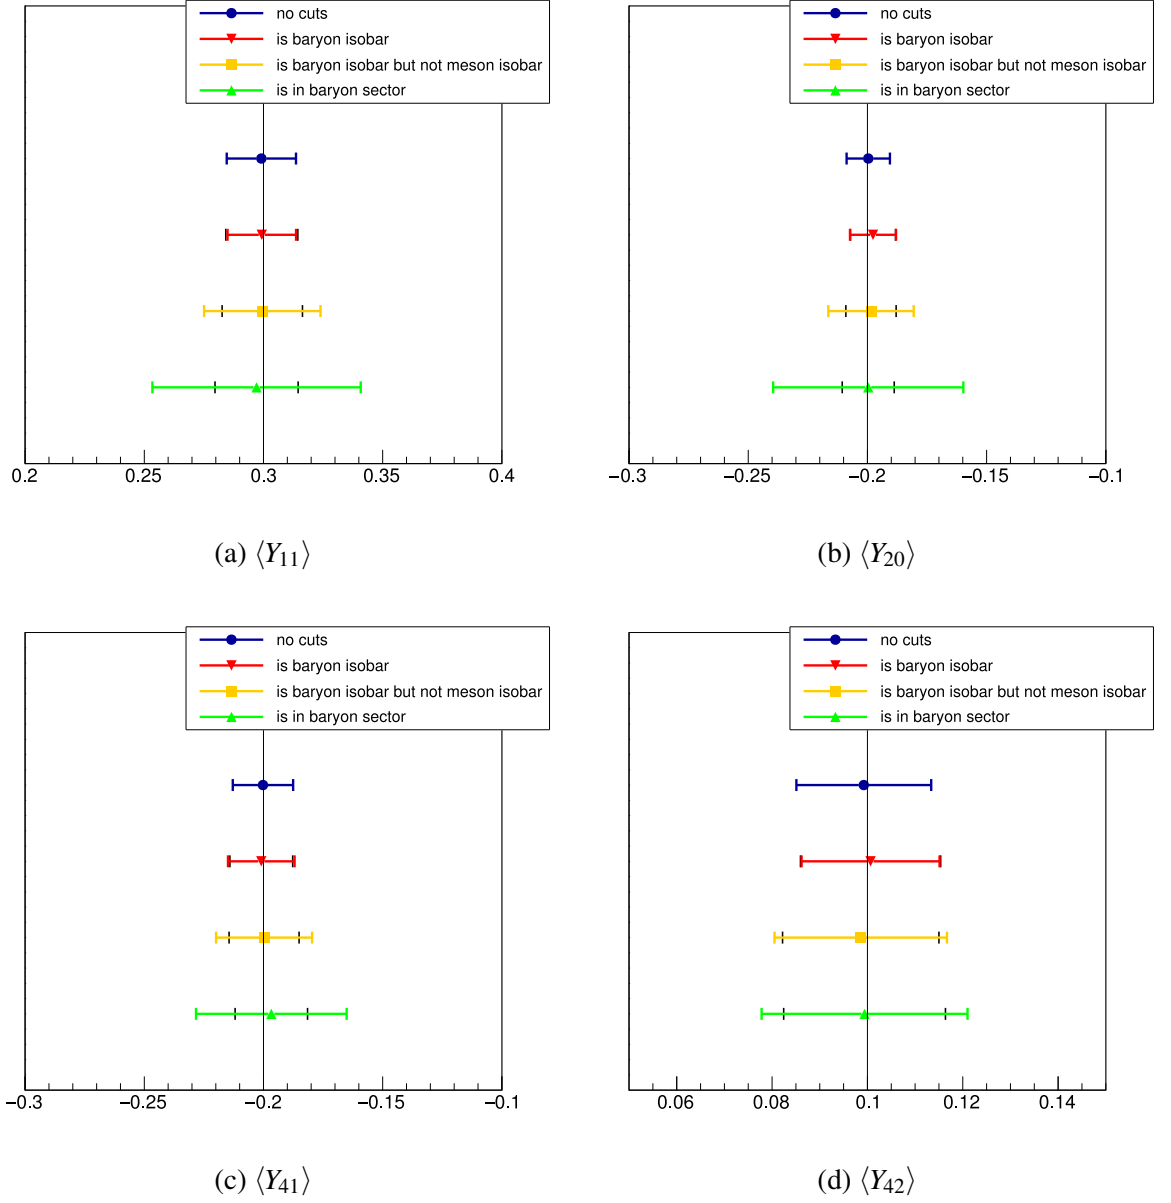 no cuts
is baryon isobar
is baryon isobar but not meson isobar
is in baryon sector
0.2 0.25 0.3 0.35 0.4
(a) ⟨Y₁₁⟩
no cuts
is baryon isobar
is baryon isobar but not meson isobar
is in baryon sector
−0.3 −0.25 −0.2 −0.15 −0.1
(b) ⟨Y₂₀⟩
no cuts
is baryon isobar
is baryon isobar but not meson isobar
is in baryon sector
−0.3 −0.25 −0.2 −0.15 −0.1
(c) ⟨Y₄₁⟩
no cuts
is baryon isobar
is baryon isobar but not meson isobar
is in baryon sector
0.06 0.08 0.1 0.12 0.14
(d) ⟨Y₄₂⟩